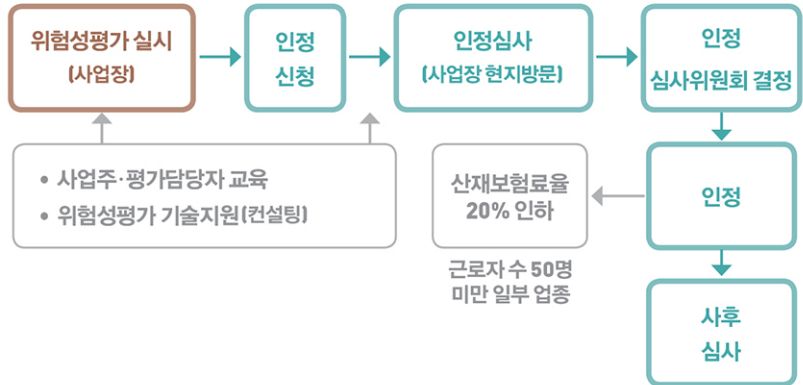 위험성평가 실시
(사업장)
인정
신청
인정심사
(사업장 현지방문)
인정
심사위원회 결정
• 사업주·평가담당자 교육
• 위험성평가 기술지원(컨설팅)
산재보험료율
20% 인하
근로자 수 50명
미만 일부 업종
인정
사후
심사